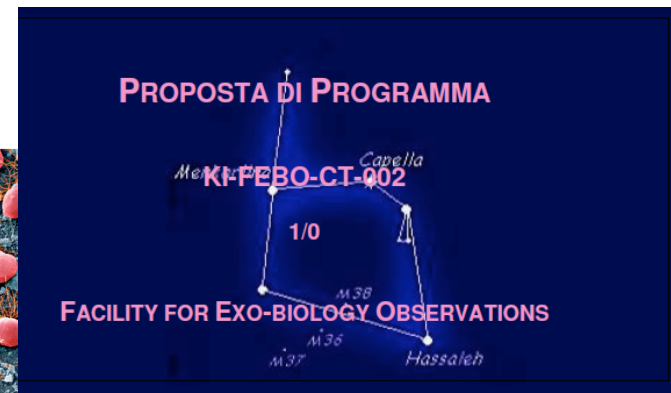 PROPOSTA DI PROGRAMMA
Capella
KI-FEBO-CT-002
1/0
M38
FACILITY FOR EXO-BIOLOGY OBSERVATIONS
M36
M37
Hassaleh